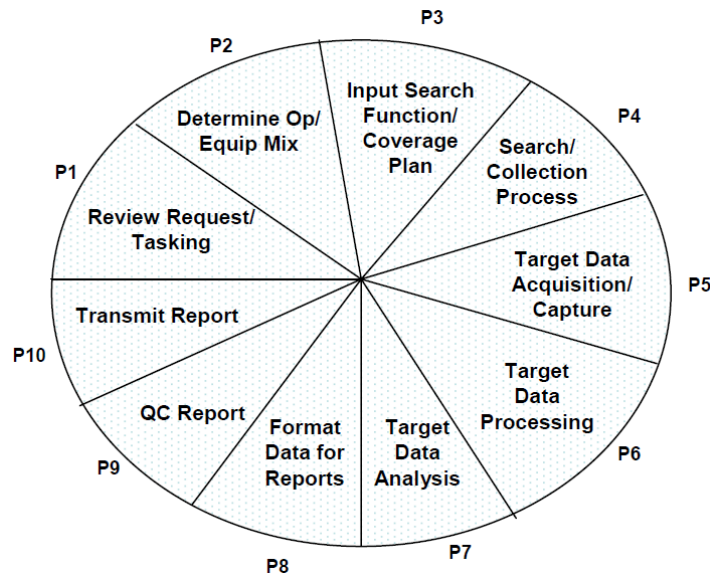 P1
Review Request/
Tasking
P2
Determine Op/
Equip Mix
P3
Input Search
Function/
Coverage
Plan
P4
Search/
Collection
Process
P5
Target Data
Acquisition/
Capture
P6
Target
Data
Processing
P7
Target
Data
Analysis
P8
Format
Data for
Reports
P9
QC Report
P10
Transmit Report